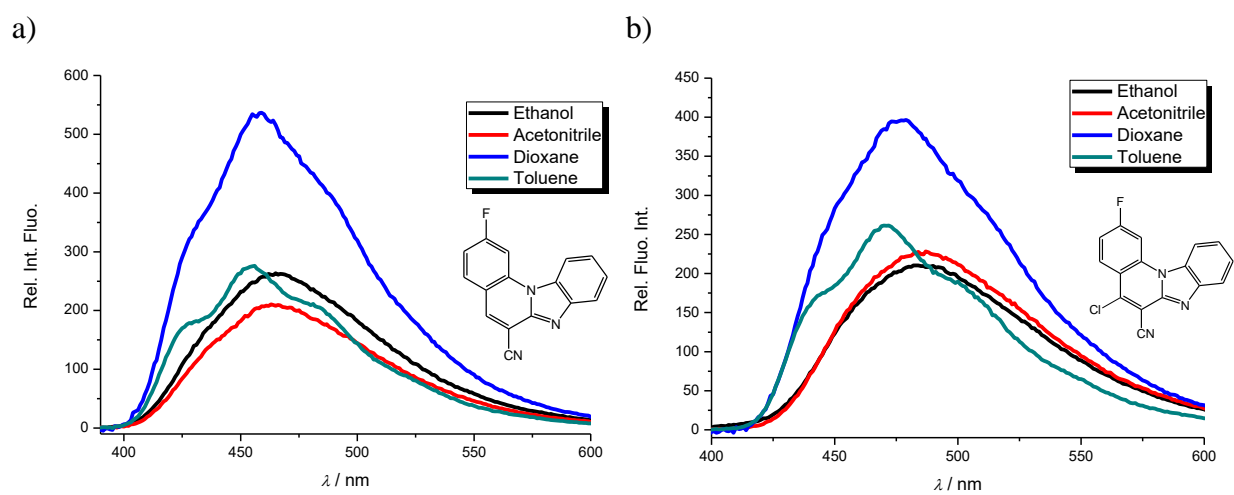 a)
600
500
400
300
200
100
0
Rel. Int. Fluo.
400
450
500
550
600
λ / nm
Ethanol
Acetonitrile
Dioxane
Toluene
F
N
N
CN
b)
450
400
350
300
250
200
150
100
50
0
Rel. Fluo. Int.
400
450
500
550
600
λ / nm
Ethanol
Acetonitrile
Dioxane
Toluene
F
N
Cl
N
CN